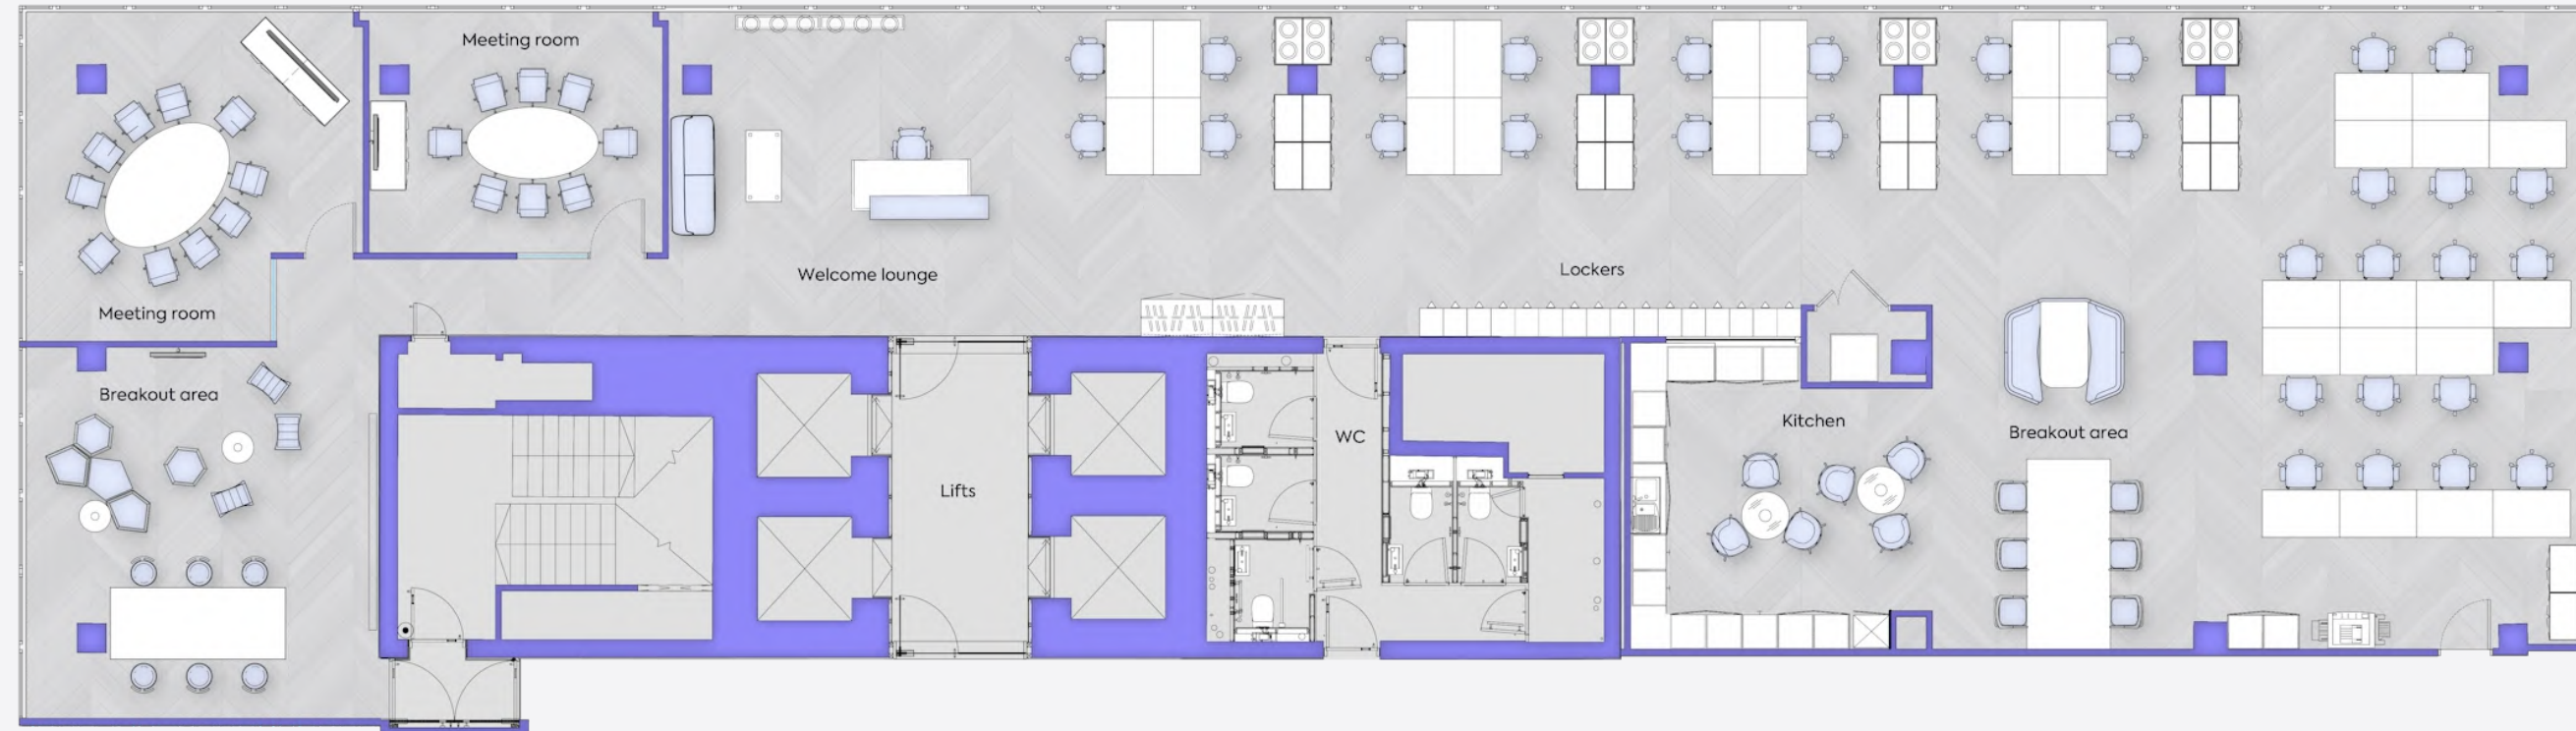 Meeting room
Meeting room
Welcome lounge
Lockers
Breakout area
Kitchen
Breakout area
WC
Lifts